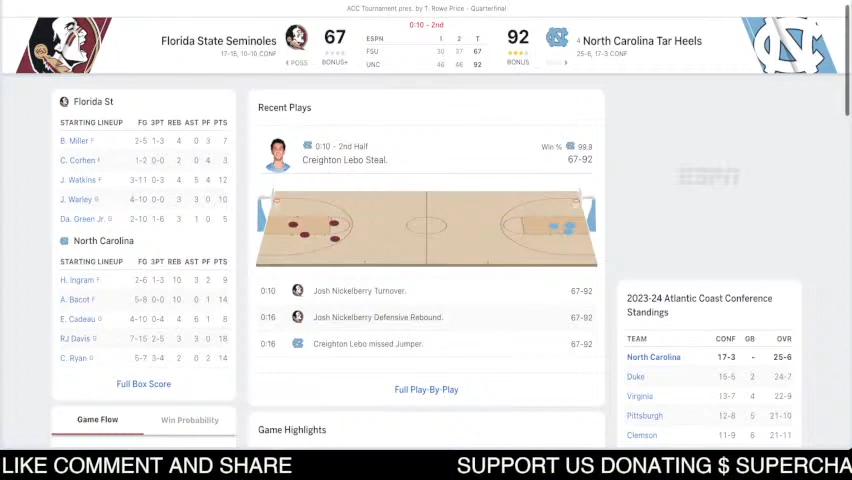 ACC Tournament pres. by T. Rowe Price - Quarterfinal
Florida State Seminoles
17-15, 10-10 CONF
67
BONUS+
POSS
0:10 - 2nd
ESPN 1 2 T
FSU 30 37 67
UNC 46 46 92
92
BONUS
4 North Carolina Tar Heels
25-6, 17-3 CONF
Florida St
STARTING LINEUP FG 3PT REB AST PF PTS
B. Miller F 2-5 1-3 4 0 3 7
C. Corhen F 1-2 0-0 2 0 4 3
J. Watkins F 3-11 0-3 4 5 4 12
J. Warley G 4-10 0-0 3 3 0 10
Da. Green Jr. G 2-10 1-6 3 1 0 5
North Carolina
STARTING LINEUP FG 3PT REB AST PF PTS
H. Ingram F 2-6 1-3 10 3 2 9
A. Bacot F 5-8 0-0 10 0 1 14
E. Cadeau G 4-10 0-4 4 6 1 8
RJ Davis G 7-15 2-5 3 3 0 18
C. Ryan G 5-7 3-4 2 0 2 14
Full Box Score
Game Flow
Win Probability
Recent Plays
0:10 - 2nd Half
Creighton Lebo Steal.
Win % 99.9
67-92
0:10 Josh Nickelberry Turnover. 67-92
0:16 Josh Nickelberry Defensive Rebound. 67-92
0:16 Creighton Lebo missed Jumper. 67-92
Full Play-By-Play
Game Highlights
ESPN
2023-24 Atlantic Coast Conference
Standings
TEAM CONF GB OVR
North Carolina 17-3 - 25-6
Duke 15-5 2 24-7
Virginia 13-7 4 22-9
Pittsburgh 12-8 5 21-10
Clemson 11-9 6 21-11
LIKE COMMENT AND SHARE
SUPPORT US DONATING $ SUPERCHA